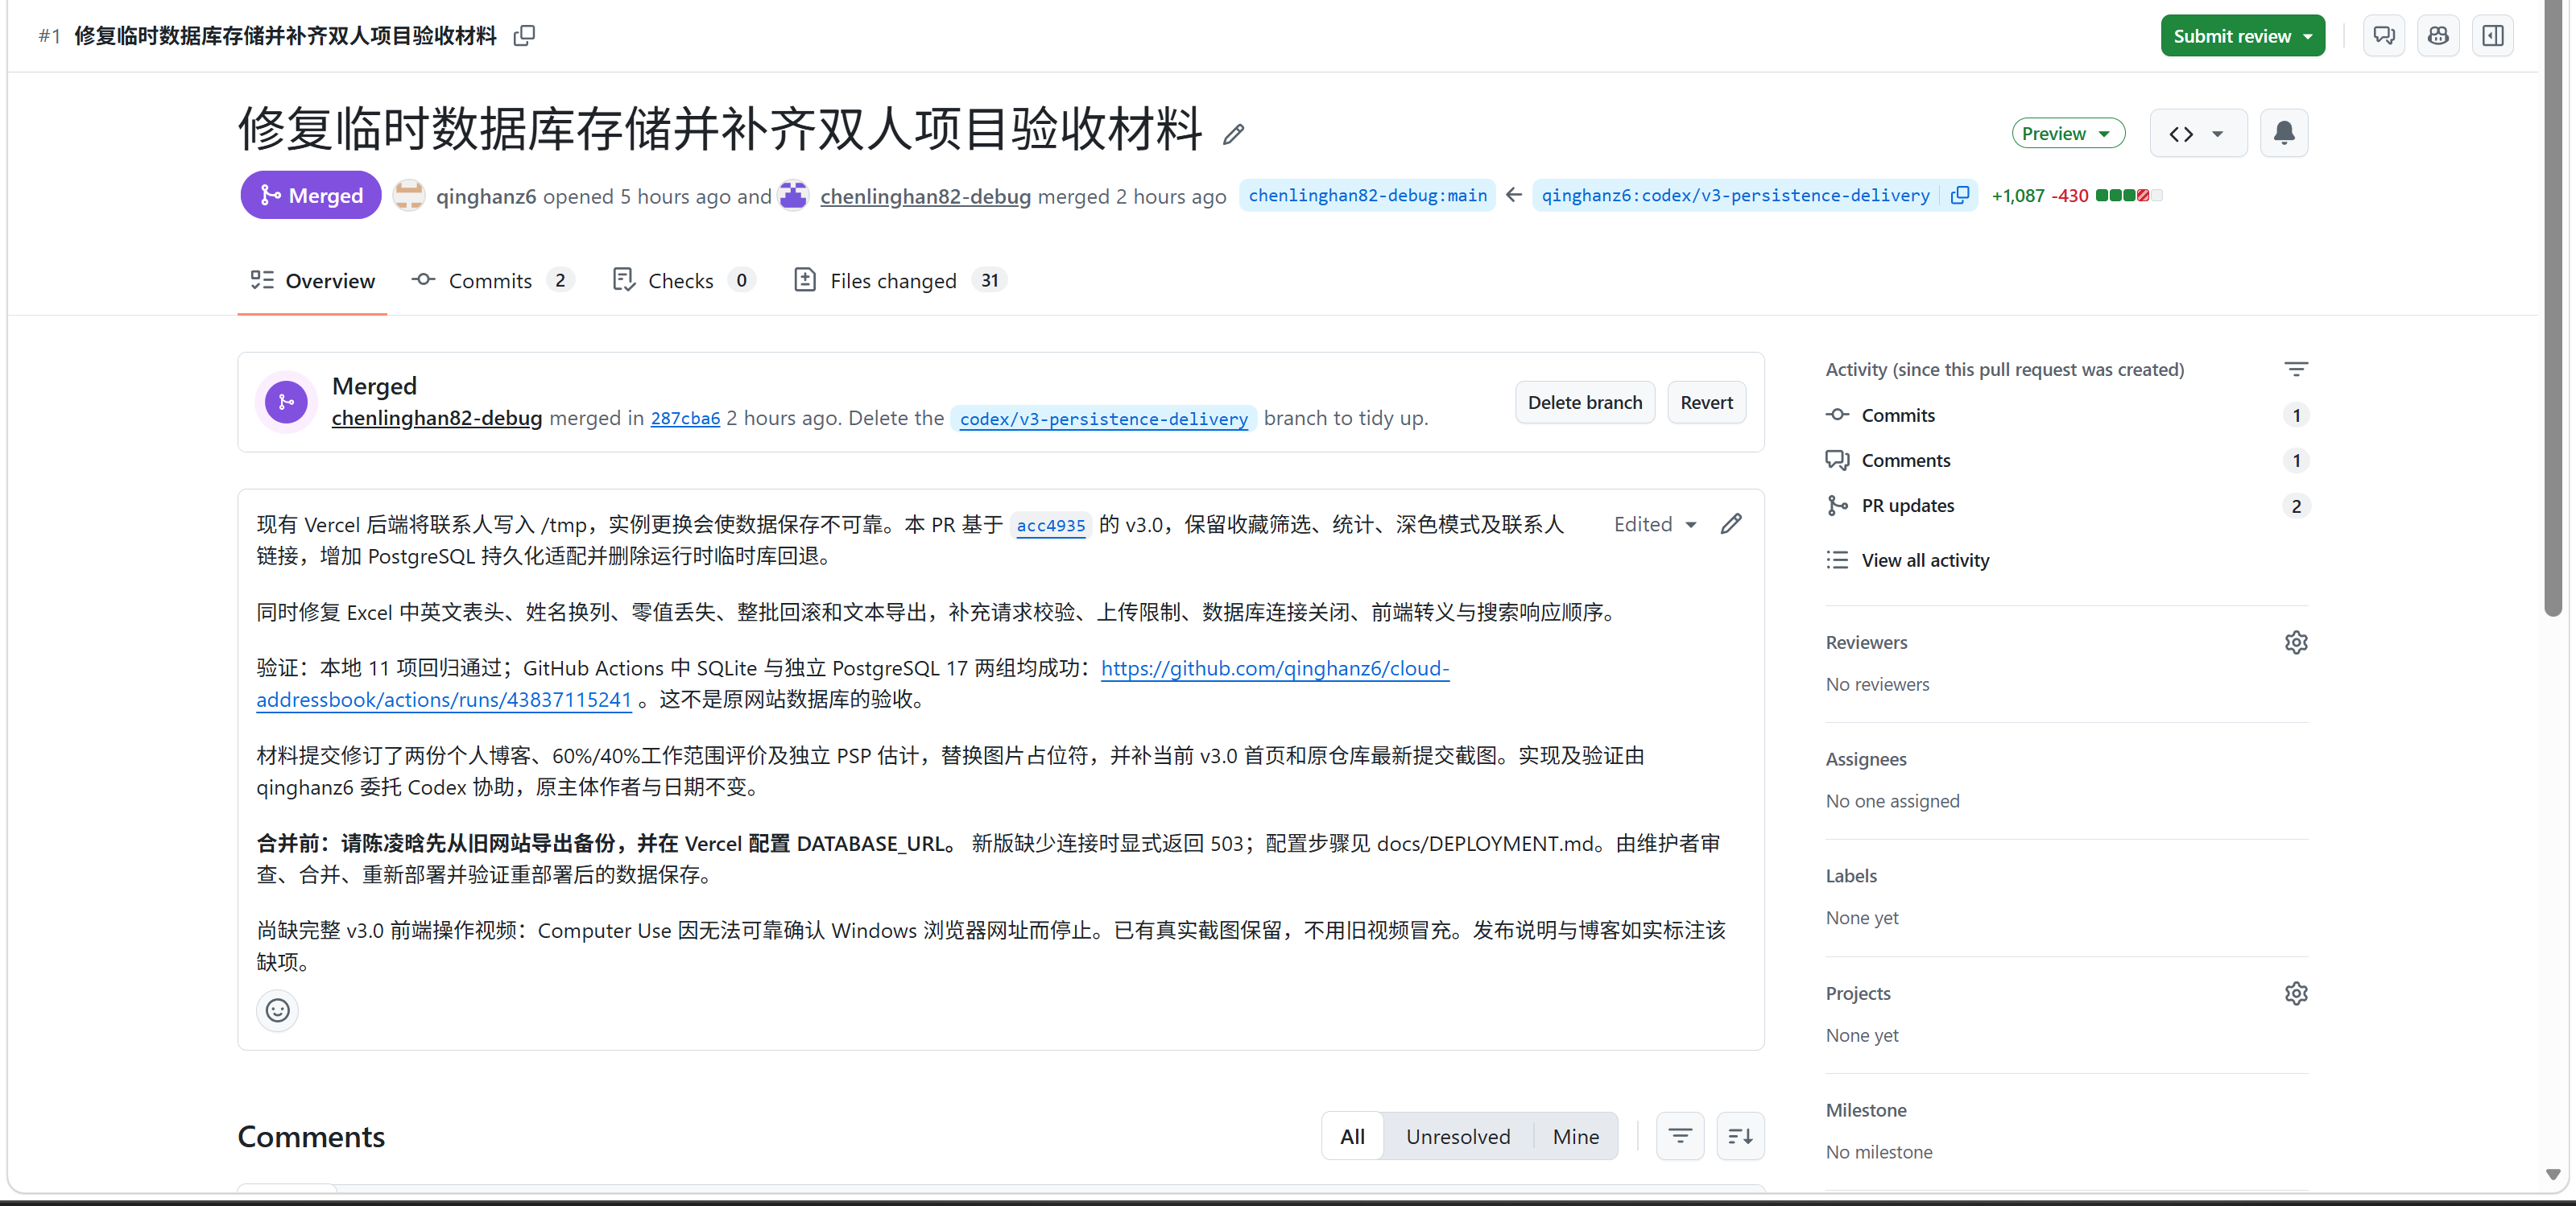 #1 修复临时数据库存储并补齐双人项目验收材料
Submit review
修复临时数据库存储并补齐双人项目验收材料
Preview
Merged qinghanz6 opened 5 hours ago and chenlinghan82-debug merged 2 hours ago chenlinghan82-debug:main ← qinghanz6:codex/v3-persistence-delivery +1,087 -430
Overview Commits 2 Checks 0 Files changed 31
Merged
chenlinghan82-debug merged in 287cba6 2 hours ago. Delete the codex/v3-persistence-delivery branch to tidy up.
Delete branch Revert
现有 Vercel 后端将联系人写入 /tmp，实例更换会使数据保存不可靠。本 PR 基于 acc4935 的 v3.0，保留收藏筛选、统计、深色模式及联系人
Edited
链接，增加 PostgreSQL 持久化适配并删除运行时临时库回退。
同时修复 Excel 中英文表头、姓名换列、零值丢失、整批回滚和文本导出，补充请求校验、上传限制、数据库连接关闭、前端转义与搜索响应顺序。
验证：本地 11 项回归通过；GitHub Actions 中 SQLite 与独立 PostgreSQL 17 两组均成功：https://github.com/qinghanz6/cloud-
addressbook/actions/runs/43837115241 。这不是原网站数据库的验收。
材料提交修订了两份个人博客、60%/40%工作范围评价及独立 PSP 估计，替换图片占位符，并补当前 v3.0 首页和原仓库最新提交截图。实现及验证由
qinghanz6 委托 Codex 协助，原主体作者与日期不变。
合并前：请陈凌晗先从旧网站导出备份，并在 Vercel 配置 DATABASE_URL。 新版缺少连接时显式返回 503；配置步骤见 docs/DEPLOYMENT.md。由维护者审
查、合并、重新部署并验证重部署后的数据保存。
尚缺完整 v3.0 前端操作视频：Computer Use 因无法可靠确认 Windows 浏览器网址而停止。已有真实截图保留，不用旧视频冒充。发布说明与博客如实标注该
缺项。
Comments
All Unresolved Mine
Activity (since this pull request was created)
Commits 1
Comments 1
PR updates 2
View all activity
Reviewers
No reviewers
Assignees
No one assigned
Labels
None yet
Projects
None yet
Milestone
No milestone